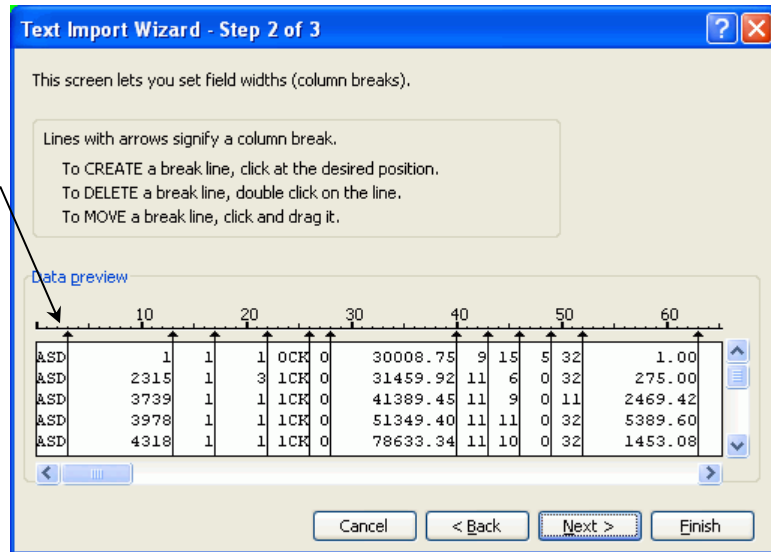 Text Import Wizard - Step 2 of 3
This screen lets you set field widths (column breaks).
Lines with arrows signify a column break.
To CREATE a break line, click at the desired position.
To DELETE a break line, double click on the line.
To MOVE a break line, click and drag it.
Data preview
10 20 30 40 50 60
ASD 1 1 1 0CK 0 30008.75 9 15 5 32 1.00
ASD 2315 1 3 1CK 0 31459.92 11 6 0 32 275.00
ASD 3739 1 1 1CK 0 41389.45 11 9 0 11 2469.42
ASD 3978 1 1 1CK 0 51349.40 11 11 0 32 5389.60
ASD 4318 1 1 1CK 0 78633.34 11 10 0 32 1453.08
Cancel < Back Next > Finish